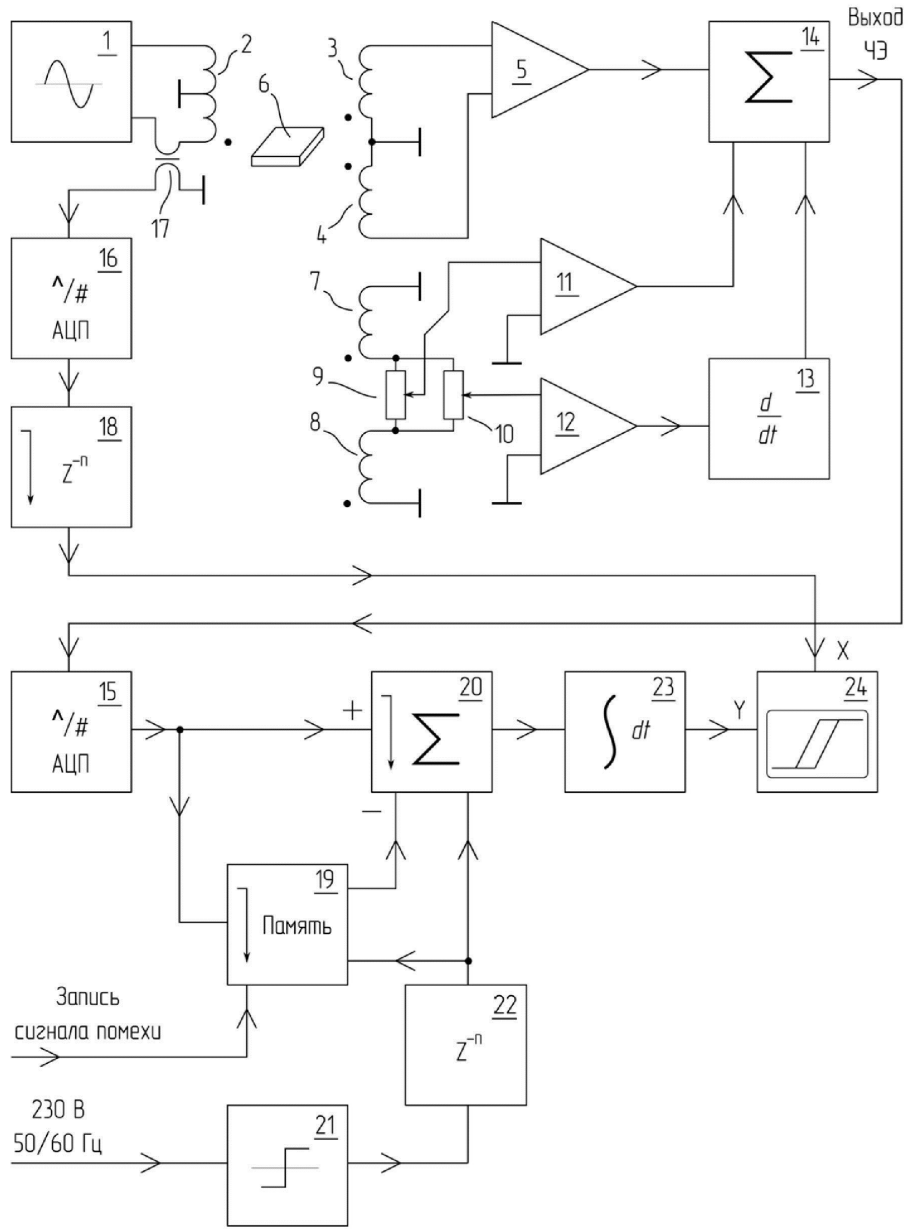 Выход
ЧЭ
1
2
3
5
14
Σ
6
17
4
16
^/#
АЦП
7
11
9
10
12
13
d
dt
18
Z⁻ⁿ
8
X
15
^/#
АЦП
+
20
Σ
−
23
∫ dt
Y
24
19
Память
Запись
сигнала помехи
22
Z⁻ⁿ
230 В
50/60 Гц
21